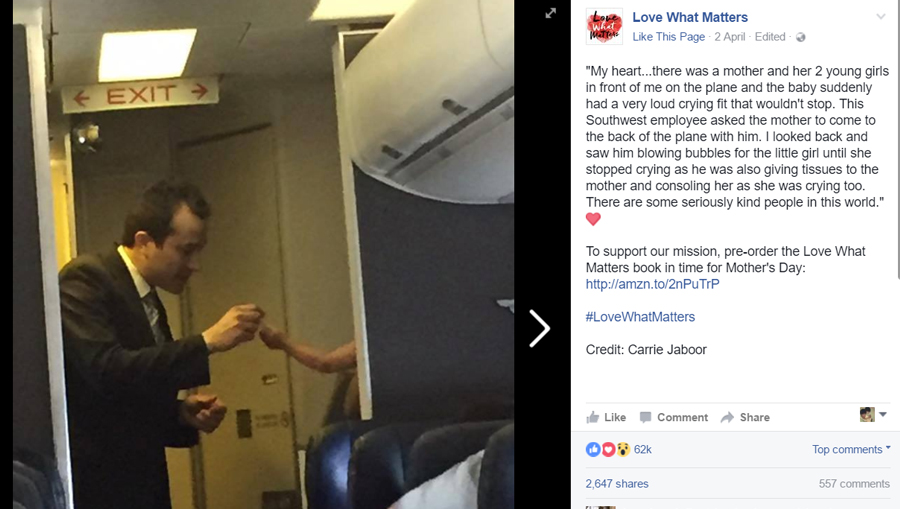 ← EXIT →
Love What Matters
Love What Matters
Like This Page · 2 April · Edited ·
"My heart...there was a mother and her 2 young girls
in front of me on the plane and the baby suddenly
had a very loud crying fit that wouldn't stop. This
Southwest employee asked the mother to come to
the back of the plane with him. I looked back and
saw him blowing bubbles for the little girl until she
stopped crying as he was also giving tissues to the
mother and consoling her as she was crying too.
There are some seriously kind people in this world."
❤
To support our mission, pre-order the Love What
Matters book in time for Mother's Day:
http://amzn.to/2nPuTrP
#LoveWhatMatters
Credit: Carrie Jaboor
Like Comment Share
62k Top comments
2,647 shares 557 comments